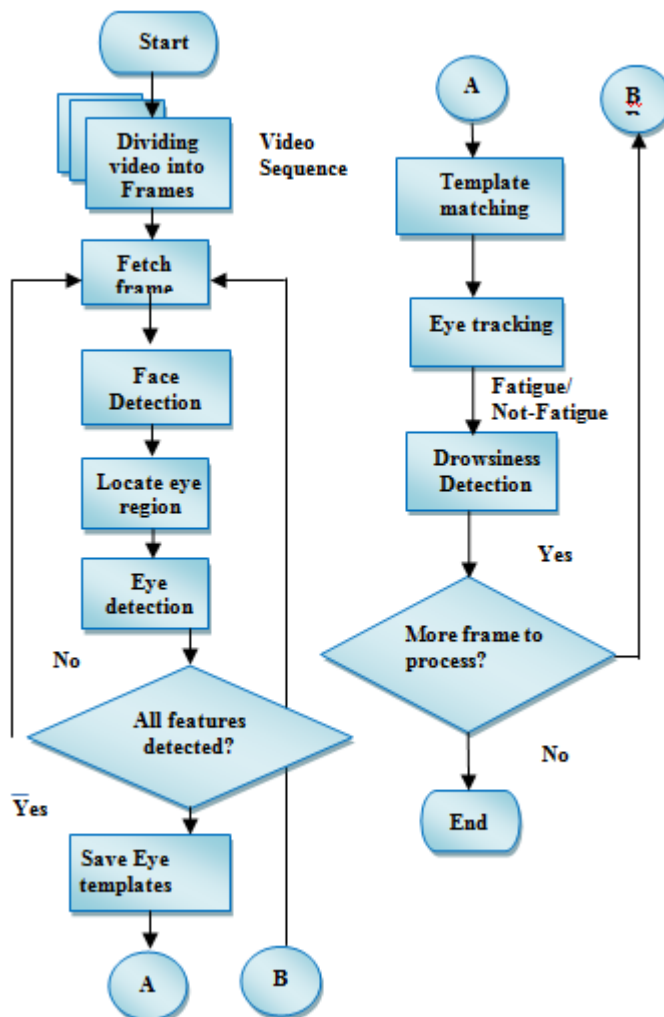 Start
Dividing
video into
Frames
Video
Sequence
Fetch
frame
Face
Detection
Locate eye
region
Eye
detection
No
All features
detected?
Yes
Save Eye
templates
A
B
A
B
Template
matching
Eye tracking
Fatigue/
Not-Fatigue
Drowsiness
Detection
Yes
More frame to
process?
No
End